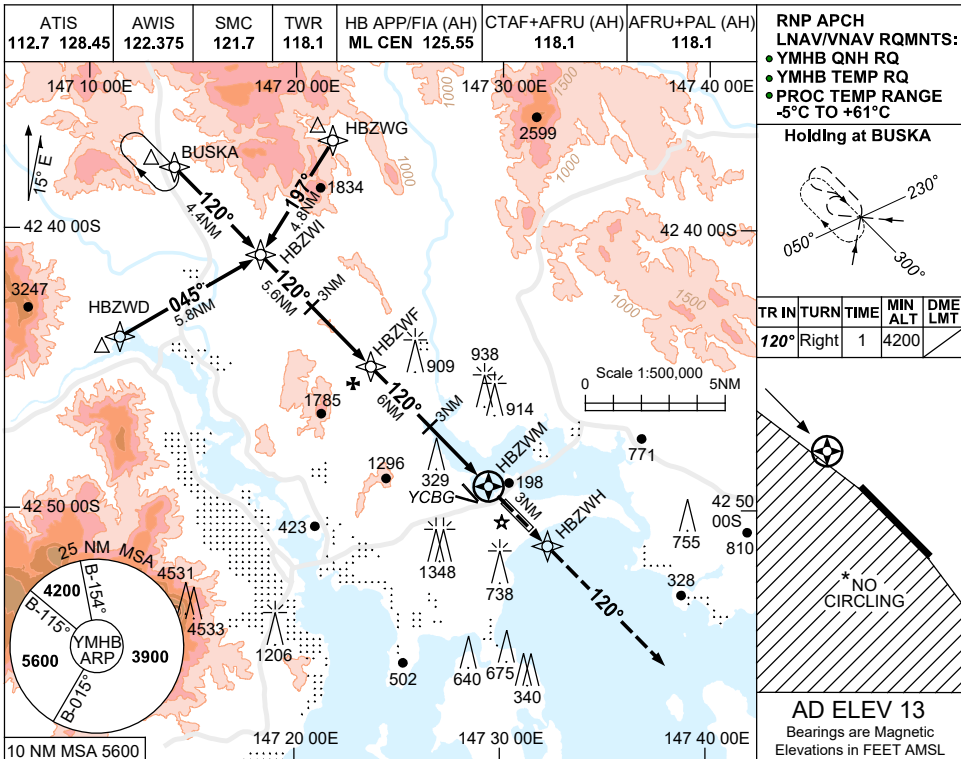 ATIS
112.7 128.45
AWIS
122.375
SMC
121.7
TWR
118.1
HB APP/FIA (AH)
ML CEN 125.55
CTAF+AFRU (AH)
118.1
AFRU+PAL (AH)
118.1
RNP APCH
LNAV/VNAV RQMNTS:
YMHB QNH RQ
YMHB TEMP RQ
PROC TEMP RANGE
-5°C TO +61°C
147 10 00E
147 20 00E
147 30 00E
147 40 00E
1000
1500
15° E
BUSKA
HBZWG
2599
1000
1834
120°
4.4NM
197°
4.8NM
42 40 00S
42 40 00S
HBZWI
3247
045°
5.8NM
HBZWD
120°
5.6NM
3NM
1500
1000
HBZWF
909
938
914
Scale 1:500,000
0
5NM
1785
120°
6NM
3NM
771
HBZWM
329
1296
198
YCBG
3NM
HBZWH
42 50 00S
42 50
00S
423
755
810
1348
738
328
120°
25 NM MSA
4531
4533
B-154°
4200
B-115°
YMHB
ARP
5600
3900
B-015°
1206
502
640
675
340
10 NM MSA 5600
147 20 00E
147 30 00E
147 40 00E
Holding at BUSKA
230°
050°
300°
TR IN
TURN
TIME
MIN
ALT
DME
LMT
120°
Right
1
4200
*NO
CIRCLING
AD ELEV 13
Bearings are Magnetic
Elevations in FEET AMSL